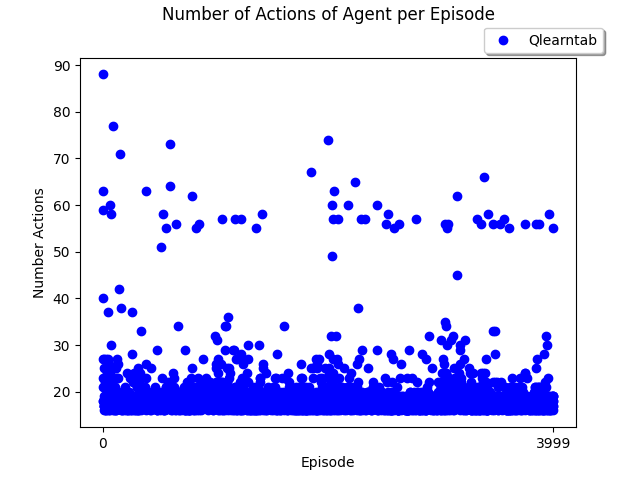 Number of Actions of Agent per Episode
Qlearntab
90
80
70
60
50
40
30
20
Number Actions
0
3999
Episode